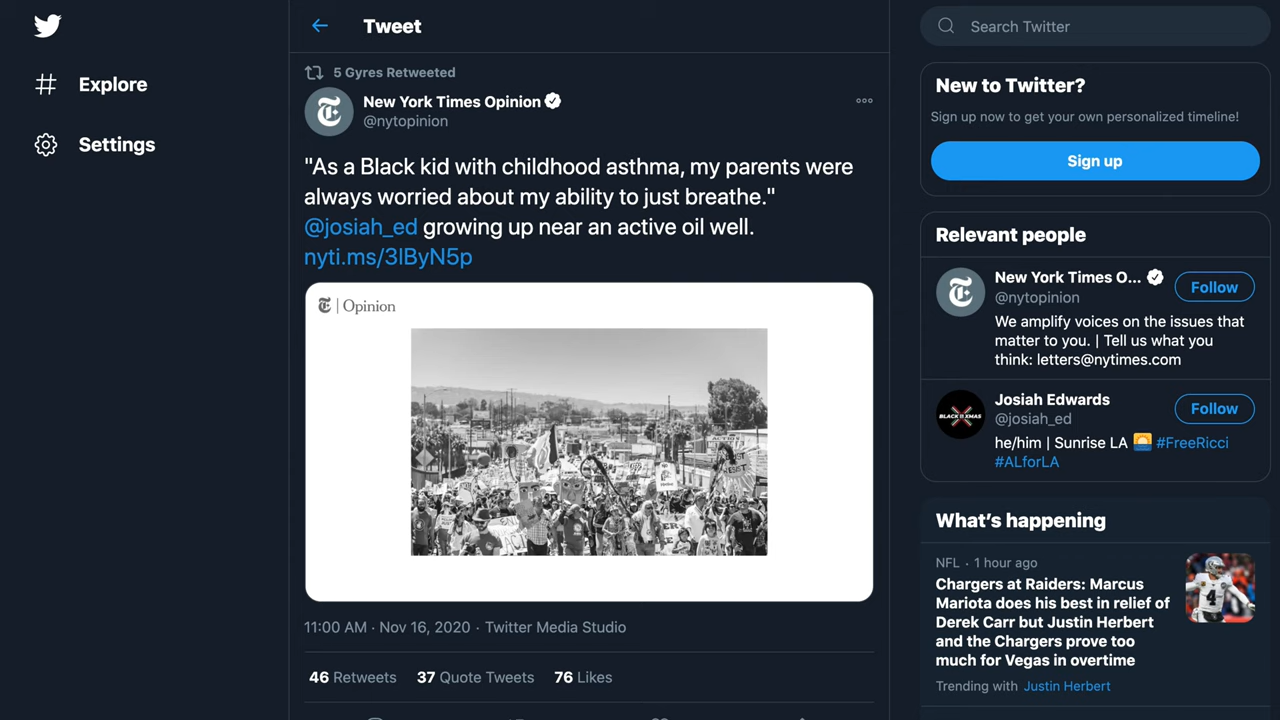 Explore
Settings
Tweet
5 Gyres Retweeted
New York Times Opinion
@nytopinion
"As a Black kid with childhood asthma, my parents were
always worried about my ability to just breathe."
@josiah_ed growing up near an active oil well.
nyti.ms/3lByN5p
T | Opinion
11:00 AM · Nov 16, 2020 · Twitter Media Studio
46 Retweets 37 Quote Tweets 76 Likes
Search Twitter
New to Twitter?
Sign up now to get your own personalized timeline!
Sign up
Relevant people
New York Times O...
Follow
@nytopinion
We amplify voices on the issues that
matter to you. | Tell us what you
think: letters@nytimes.com
Josiah Edwards
Follow
@josiah_ed
BLACK XMAS
he/him | Sunrise LA 🌅 #FreeRicci
#ALforLA
What's happening
NFL · 1 hour ago
Chargers at Raiders: Marcus
Mariota does his best in relief of
Derek Carr but Justin Herbert
and the Chargers prove too
much for Vegas in overtime
4
Trending with Justin Herbert